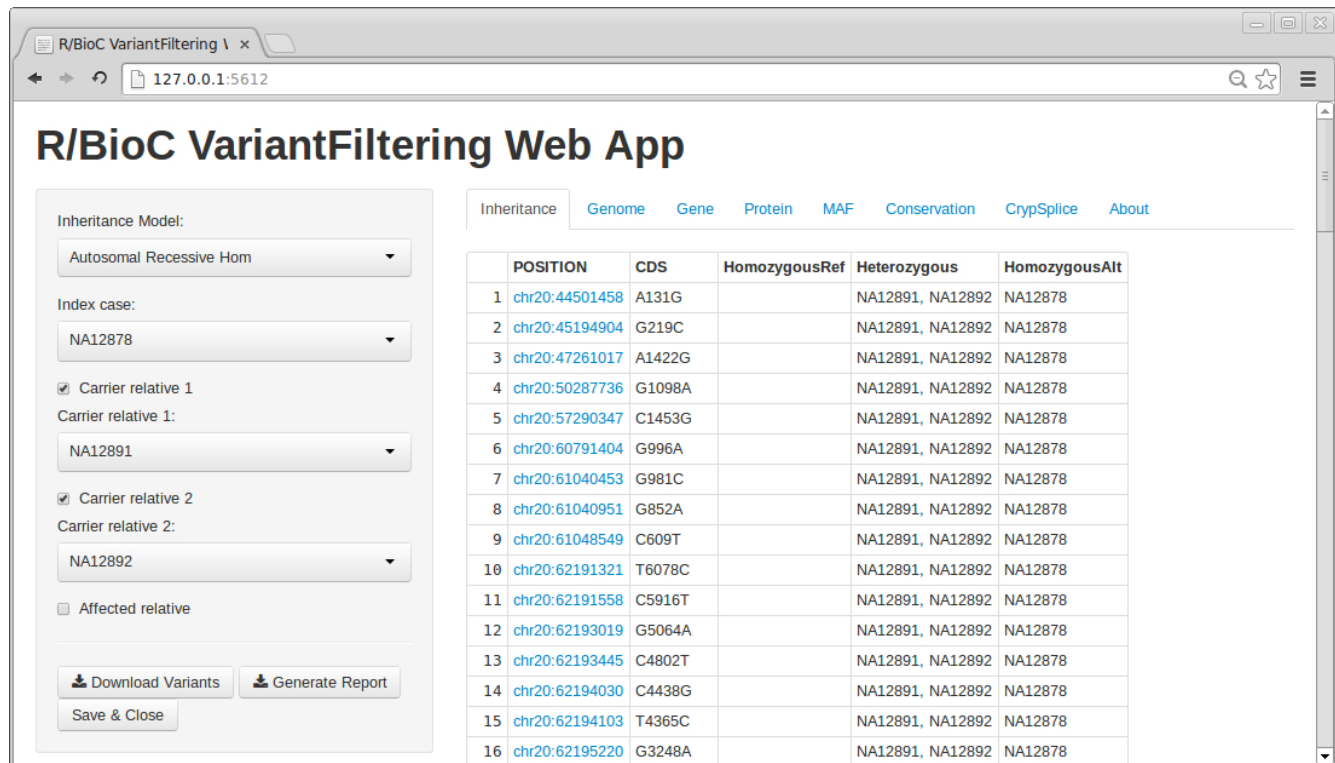 R/BioC VariantFiltering \ ×
127.0.0.1:5612
R/BioC VariantFiltering Web App
Inheritance Model:
Autosomal Recessive Hom
Index case:
NA12878
Carrier relative 1
Carrier relative 1:
NA12891
Carrier relative 2
Carrier relative 2:
NA12892
Affected relative
Download Variants Generate Report
Save & Close
Inheritance Genome Gene Protein MAF Conservation CrypSplice About
POSITION CDS HomozygousRef Heterozygous HomozygousAlt
1 chr20:44501458 A131G NA12891, NA12892 NA12878
2 chr20:45194904 G219C NA12891, NA12892 NA12878
3 chr20:47261017 A1422G NA12891, NA12892 NA12878
4 chr20:50287736 G1098A NA12891, NA12892 NA12878
5 chr20:57290347 C1453G NA12891, NA12892 NA12878
6 chr20:60791404 G996A NA12891, NA12892 NA12878
7 chr20:61040453 G981C NA12891, NA12892 NA12878
8 chr20:61040951 G852A NA12891, NA12892 NA12878
9 chr20:61048549 C609T NA12891, NA12892 NA12878
10 chr20:62191321 T6078C NA12891, NA12892 NA12878
11 chr20:62191558 C5916T NA12891, NA12892 NA12878
12 chr20:62193019 G5064A NA12891, NA12892 NA12878
13 chr20:62193445 C4802T NA12891, NA12892 NA12878
14 chr20:62194030 C4438G NA12891, NA12892 NA12878
15 chr20:62194103 T4365C NA12891, NA12892 NA12878
16 chr20:62195220 G3248A NA12891, NA12892 NA12878